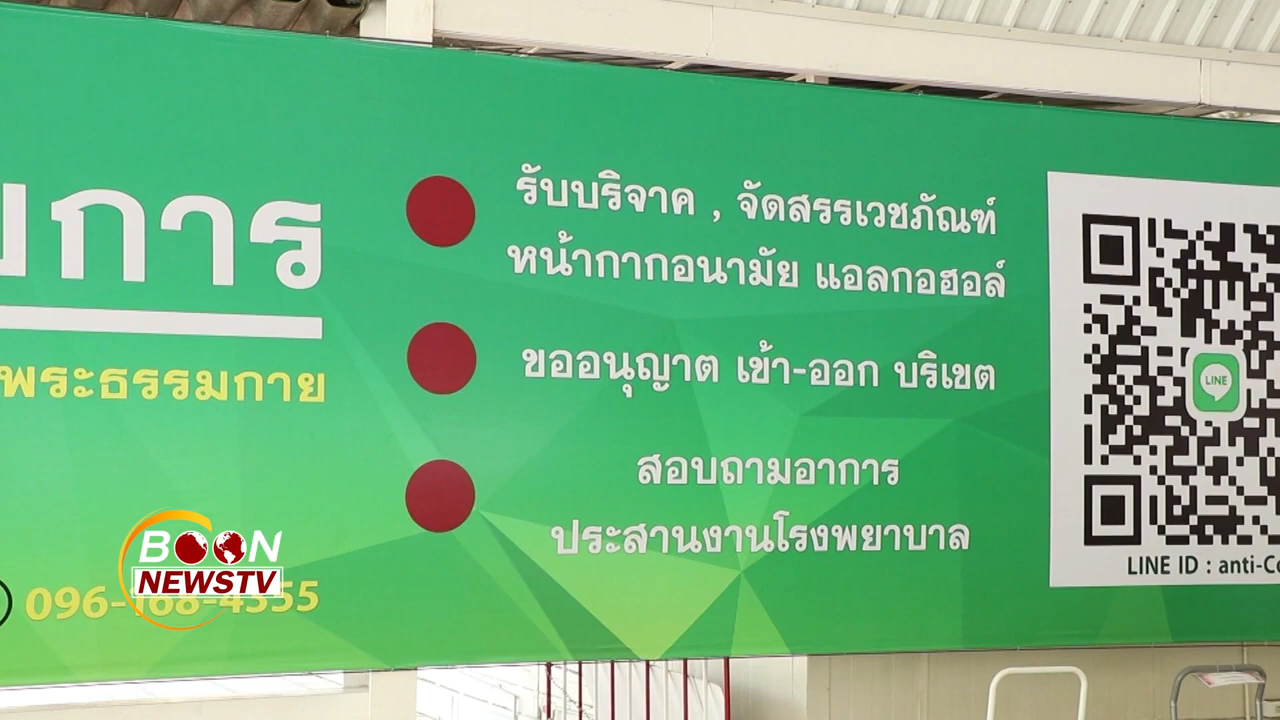 การ
พระธรรมกาย
รับบริจาค , จัดสรรเวชภัณฑ์
หน้ากากอนามัย แอลกอฮอล์
ขออนุญาต เข้า-ออก บริเขต
สอบถามอาการ
ประสานงานโรงพยาบาล
LINE
LINE ID : anti-Co
BOON
NEWSTV
096-168-4355